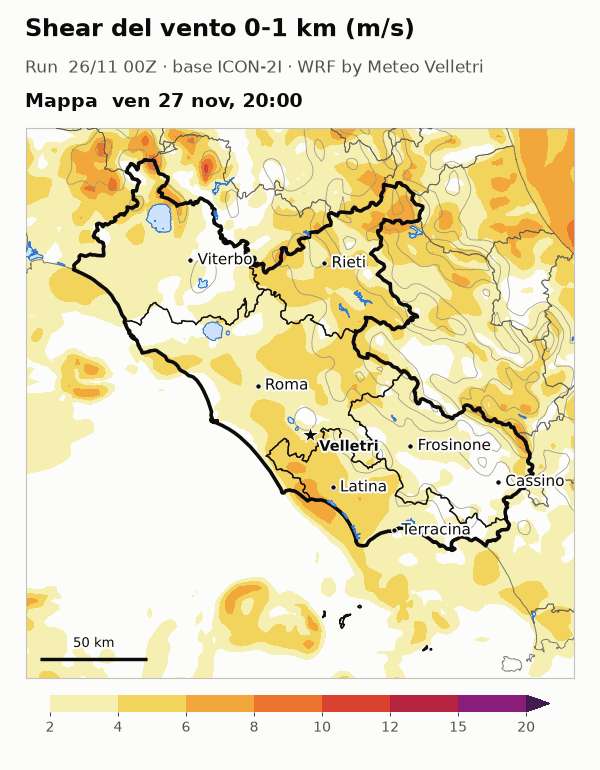 Shear del vento 0-1 km (m/s)
Run  26/11 00Z · base ICON-2I · WRF by Meteo Velletri
Mappa  ven 27 nov, 20:00
Viterbo
Rieti
Roma
Velletri
Frosinone
Cassino
Latina
Terracina
50 km
2 4 6 8 10 12 15 20